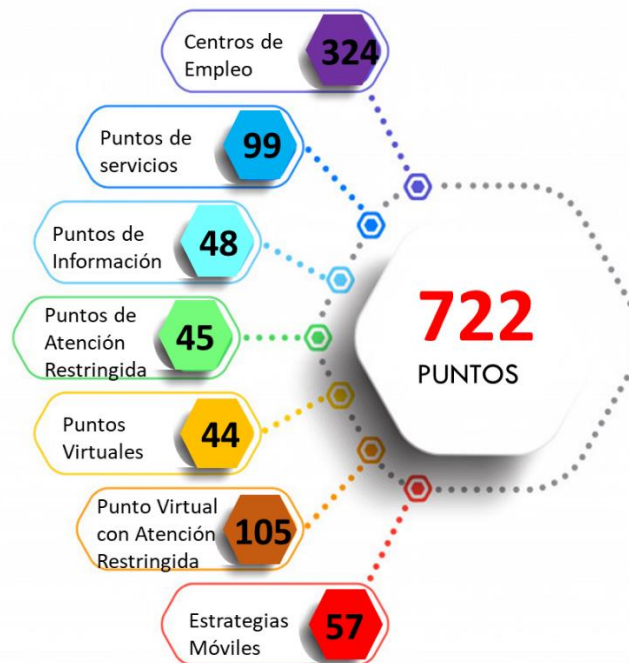 Centros de
Empleo
324
Puntos de
servicios
99
Puntos de
Información
48
Puntos de
Atención
Restringida
45
Puntos
Virtuales
44
Punto Virtual
con Atención
Restringida
105
Estrategias
Móviles
57
722
PUNTOS